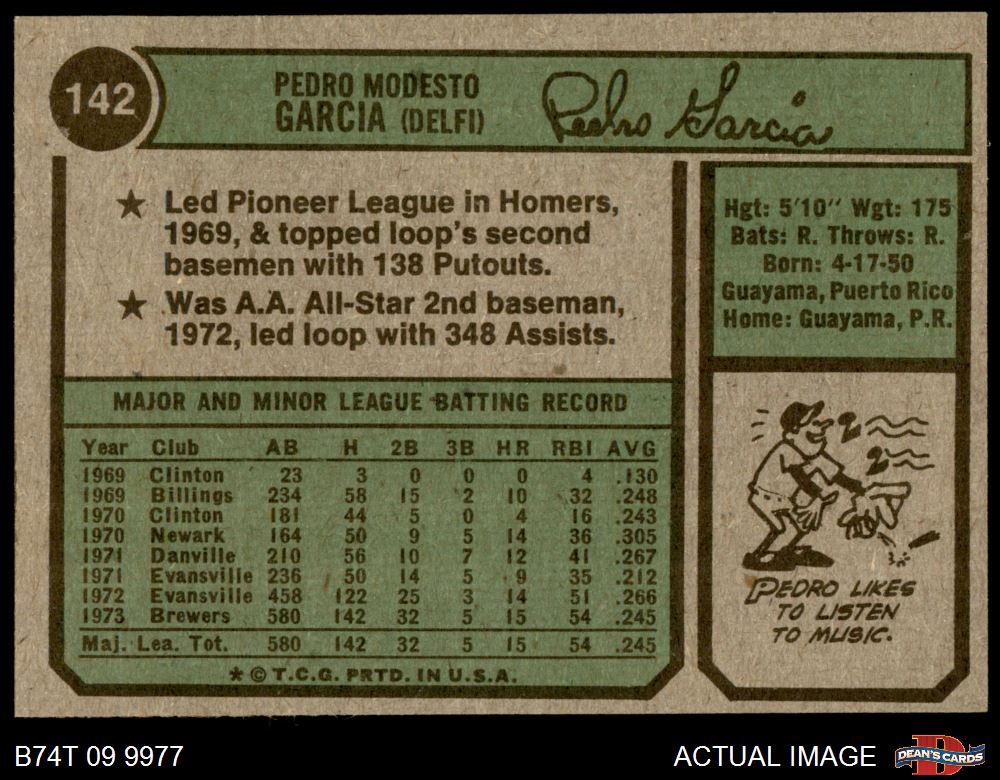 142
PEDRO MODESTO
GARCIA (DELFI)
Pedro Garcia
★ Led Pioneer League in Homers,
1969, & topped loop's second
basemen with 138 Putouts.
★ Was A.A. All-Star 2nd baseman,
1972, led loop with 348 Assists.
Hgt: 5'10" Wgt: 175
Bats: R. Throws: R.
Born: 4-17-50
Guayama, Puerto Rico
Home: Guayama, P.R.
MAJOR AND MINOR LEAGUE BATTING RECORD
Year Club AB H 2B 3B HR RBI AVG
1969 Clinton 23 3 0 0 0 4 .130
1969 Billings 234 58 15 2 10 32 .248
1970 Clinton 181 44 5 0 4 16 .243
1970 Newark 164 50 9 5 14 36 .305
1971 Danville 210 56 10 7 12 41 .267
1971 Evansville 236 50 14 5 9 35 .212
1972 Evansville 458 122 25 3 14 51 .266
1973 Brewers 580 142 32 5 15 54 .245
Maj. Lea. Tot. 580 142 32 5 15 54 .245
* © T.C.G. PRTD. IN U.S.A.
PEDRO LIKES
TO LISTEN
TO MUSIC.
B74T 09 9977
ACTUAL IMAGE
DEAN'S CARDS